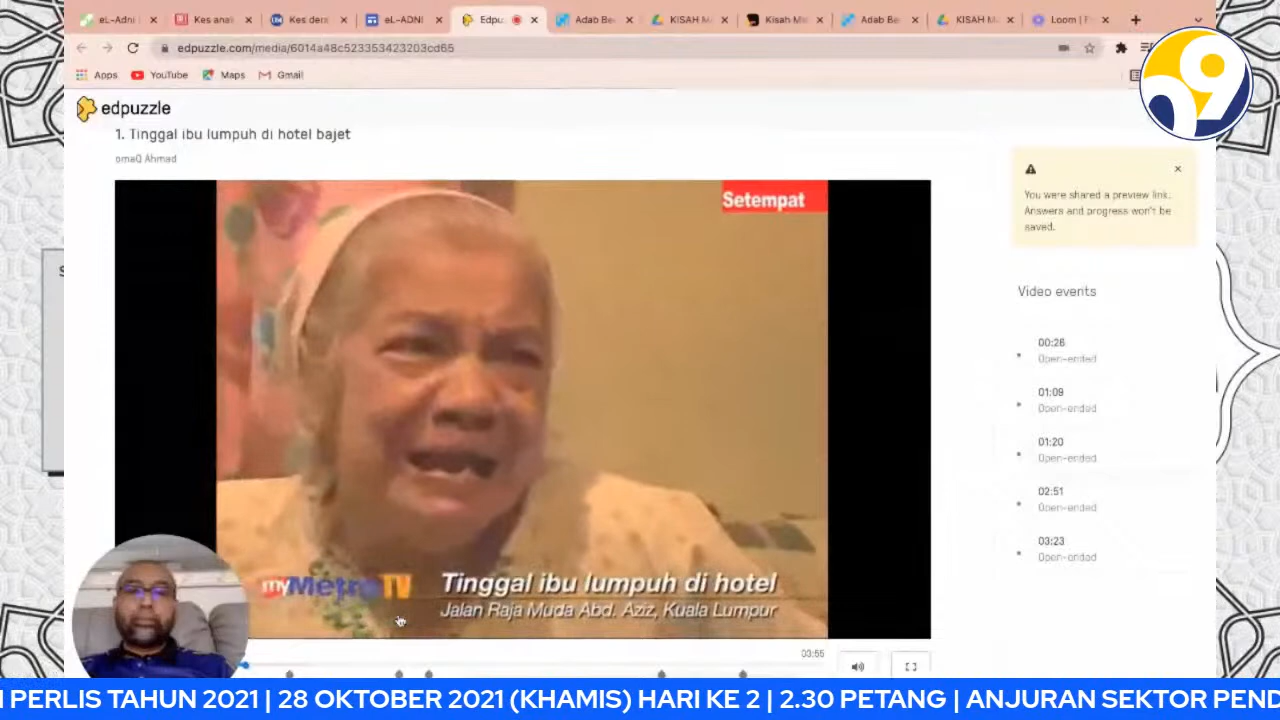 eL-Adni
Kes anal
Kes dera
eL-ADNI
Edpu
Adab Be
KISAH M
Kisah Mi
Adab Be
KISAH M
Loom | F
edpuzzle.com/media/6014a48c523353423203cd65
Apps YouTube Maps Gmail
edpuzzle
1. Tinggal ibu lumpuh di hotel bajet
omaQ Ahmad
Setempat
You were shared a preview link. Answers and progress won't be saved.
Video events
00:26
Open-ended
01:09
Open-ended
01:20
Open-ended
02:51
Open-ended
03:23
Open-ended
myMetroTV
Tinggal ibu lumpuh di hotel
Jalan Raja Muda Abd. Aziz, Kuala Lumpur
03:55
PERLIS TAHUN 2021 | 28 OKTOBER 2021 (KHAMIS) HARI KE 2 | 2.30 PETANG | ANJURAN SEKTOR PEND